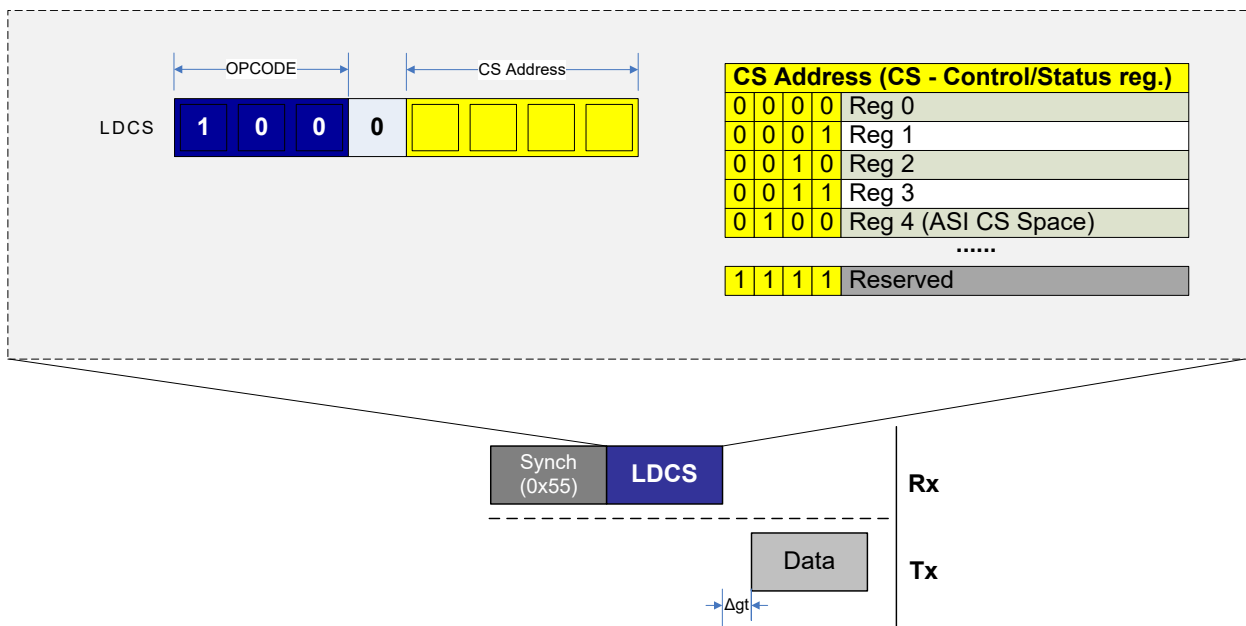 OPCODE
CS Address
LDCS
1 0 0 0
CS Address (CS - Control/Status reg.)
0 0 0 0 Reg 0
0 0 0 1 Reg 1
0 0 1 0 Reg 2
0 0 1 1 Reg 3
0 1 0 0 Reg 4 (ASI CS Space)
......
1 1 1 1 Reserved
Synch
(0x55)
LDCS
Rx
Data
Tx
Δgt